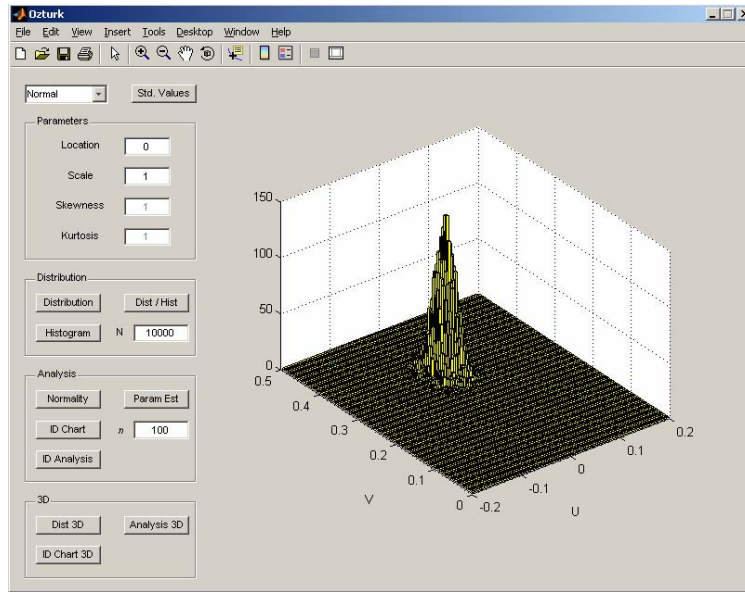 Ozturk
File Edit View Insert Tools Desktop Window Help
Normal
Std. Values
Parameters
Location 0
Scale 1
Skewness 1
Kurtosis 1
Distribution
Distribution Dist / Hist
Histogram N 10000
Analysis
Normality Param Est
ID Chart n 100
ID Analysis
3D
Dist 3D Analysis 3D
ID Chart 3D
150
100
50
0
0.5
0.4
0.3
0.2
0.1
0
V
-0.2
-0.1
0
0.1
0.2
U